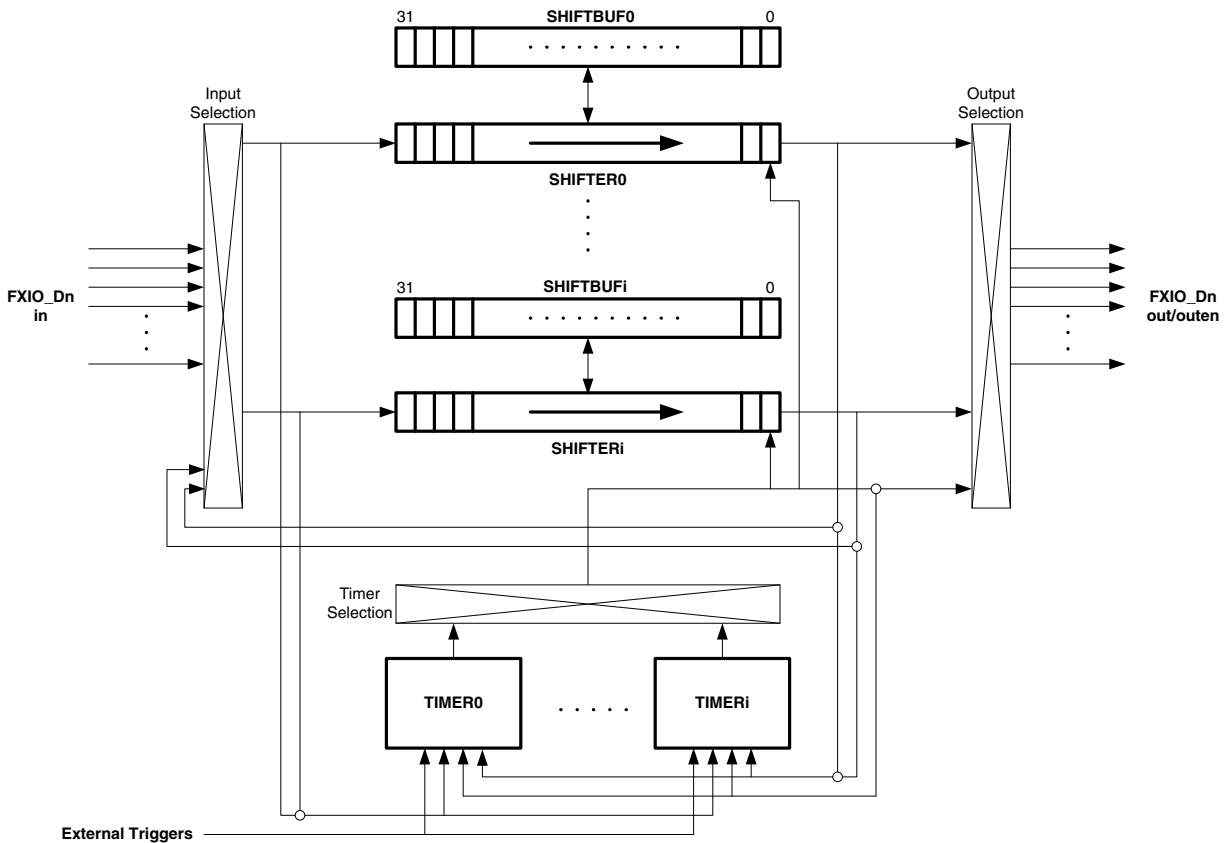 31 SHIFTBUF0 0
Input
Selection
Output
Selection
SHIFTER0
31 SHIFTBUFi 0
FXIO_Dn
in
FXIO_Dn
out/outen
SHIFTERi
Timer
Selection
TIMER0
TIMERi
External Triggers